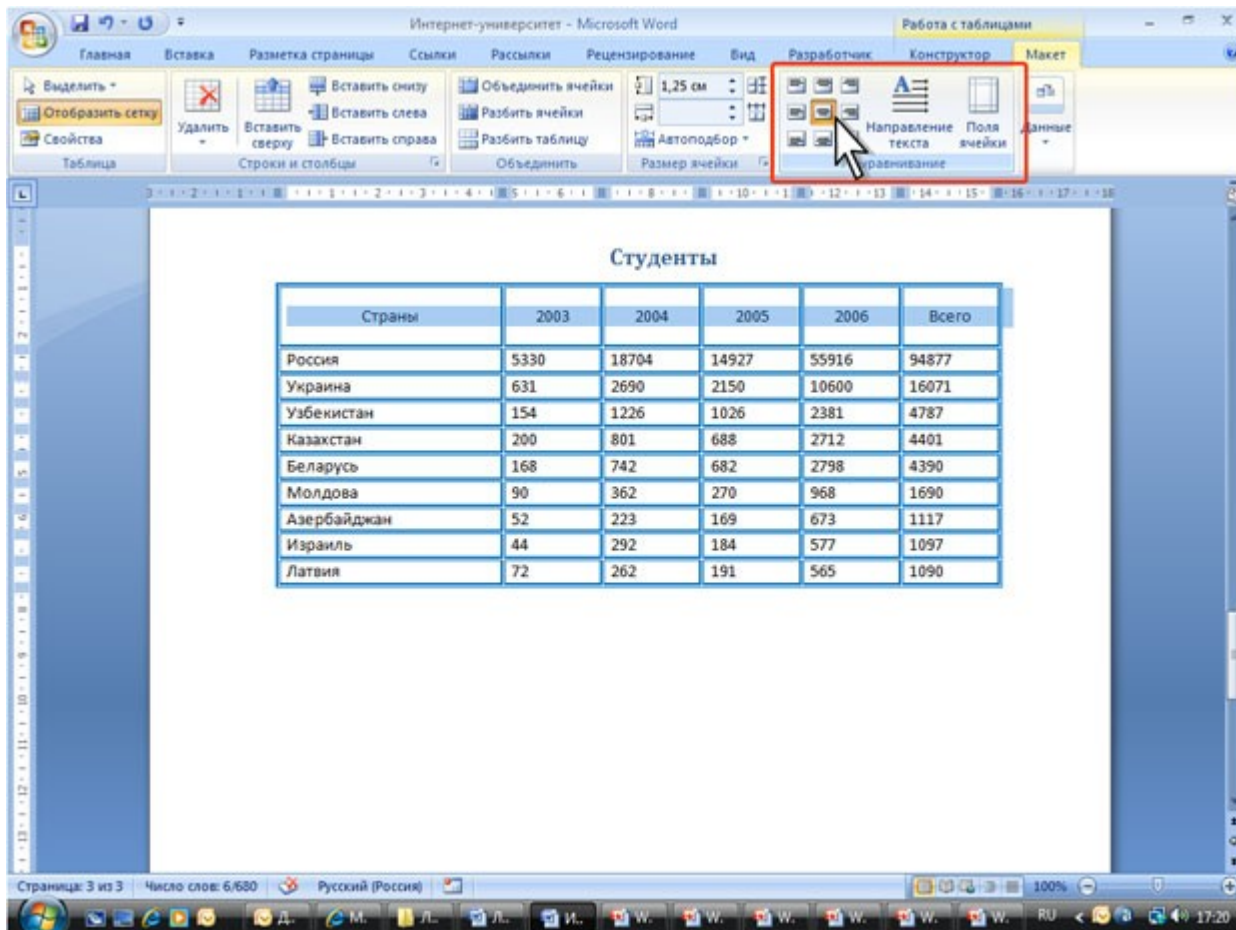 Интернет-университет - Microsoft Word Работа с таблицами
Главная Вставка Разметка страницы Ссылки Рассылки Рецензирование Вид Разработчик Конструктор Макет
Выделить
Отобразить сетку
Свойства
Таблица
Удалить
Вставить сверху
Вставить снизу
Вставить слева
Вставить справа
Строки и столбцы
Объединить ячейки
Разбить ячейки
Разбить таблицу
Объединить
1,25 см
Автоподбор
Размер ячейки
Направление текста
Поля ячейки
Данные
Студенты
Страны 2003 2004 2005 2006 Всего
Россия 5330 18704 14927 55916 94877
Украина 631 2690 2150 10600 16071
Узбекистан 154 1226 1026 2381 4787
Казахстан 200 801 688 2712 4401
Беларусь 168 742 682 2798 4390
Молдова 90 362 270 968 1690
Азербайджан 52 223 169 673 1117
Израиль 44 292 184 577 1097
Латвия 72 262 191 565 1090
Страница: 3 из 3 Число слов: 6/680 Русский (Россия) 100%
Д.. М.. Л.. Л.. И.. W.. W.. W.. W.. W.. W.. RU 17:20